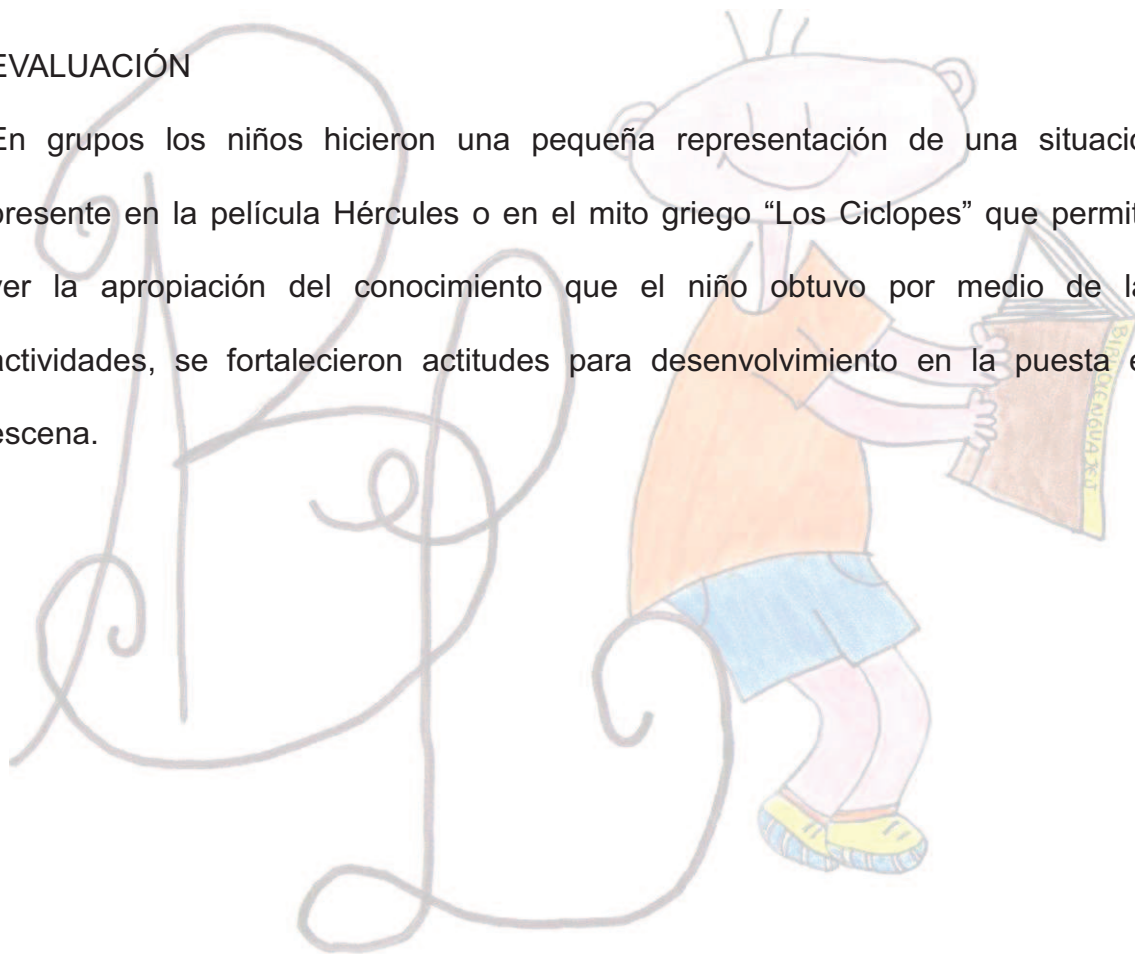 EVALUACIÓN
En grupos los niños hicieron una pequeña representación de una situació
presente en la película Hércules o en el mito griego “Los Ciclopes” que permit
ver la apropiación del conocimiento que el niño obtuvo por medio de la
actividades, se fortalecieron actitudes para desenvolvimiento en la puesta e
escena.
BL